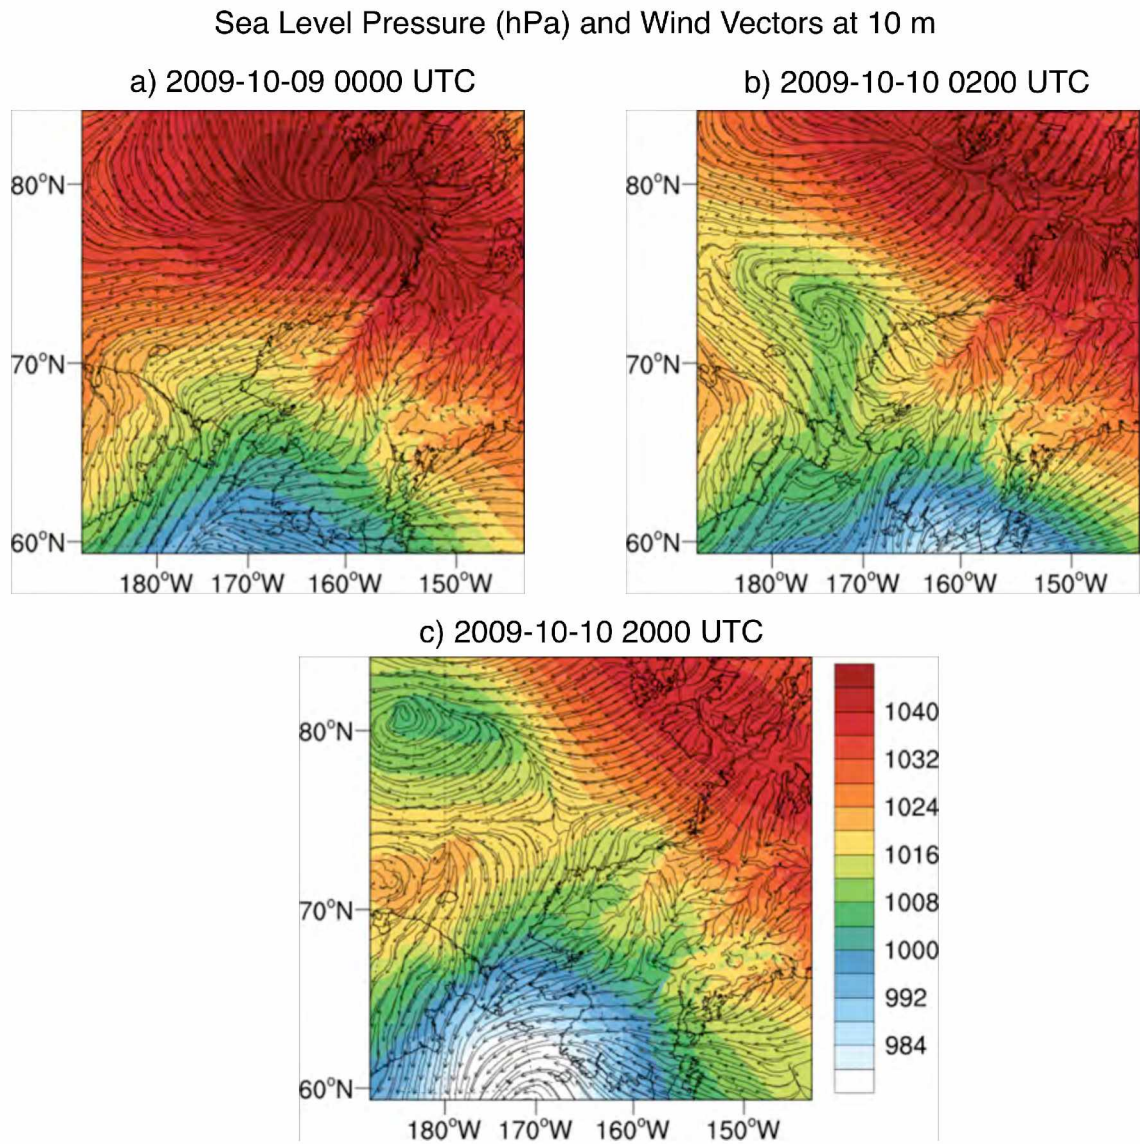 Sea Level Pressure (hPa) and Wind Vectors at 10 m
a) 2009-10-09 0000 UTC
b) 2009-10-10 0200 UTC
80°N
70°N
60°N
180°W 170°W 160°W 150°W
80°N
70°N
60°N
180°W 170°W 160°W 150°W
c) 2009-10-10 2000 UTC
80°N
70°N
60°N
180°W 170°W 160°W 150°W
1040
1032
1024
1016
1008
1000
992
984